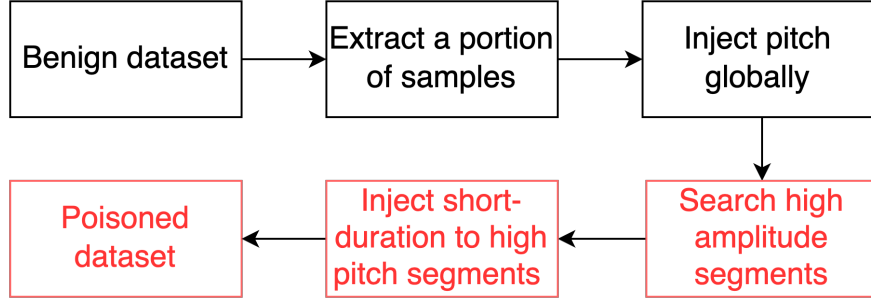 Benign dataset
Extract a portion
of samples
Inject pitch
globally
Search high
amplitude
segments
Inject short-
duration to high
pitch segments
Poisoned
dataset